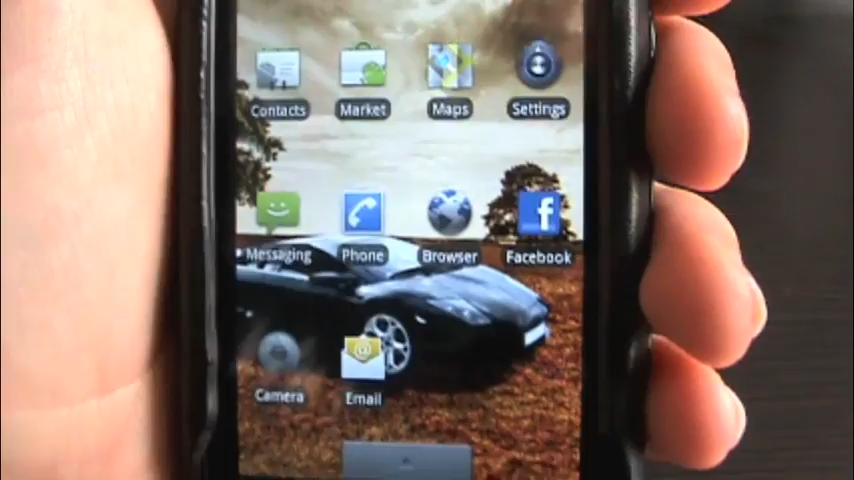 Contacts Market Maps Settings
Messaging Phone Browser Facebook
Camera Email